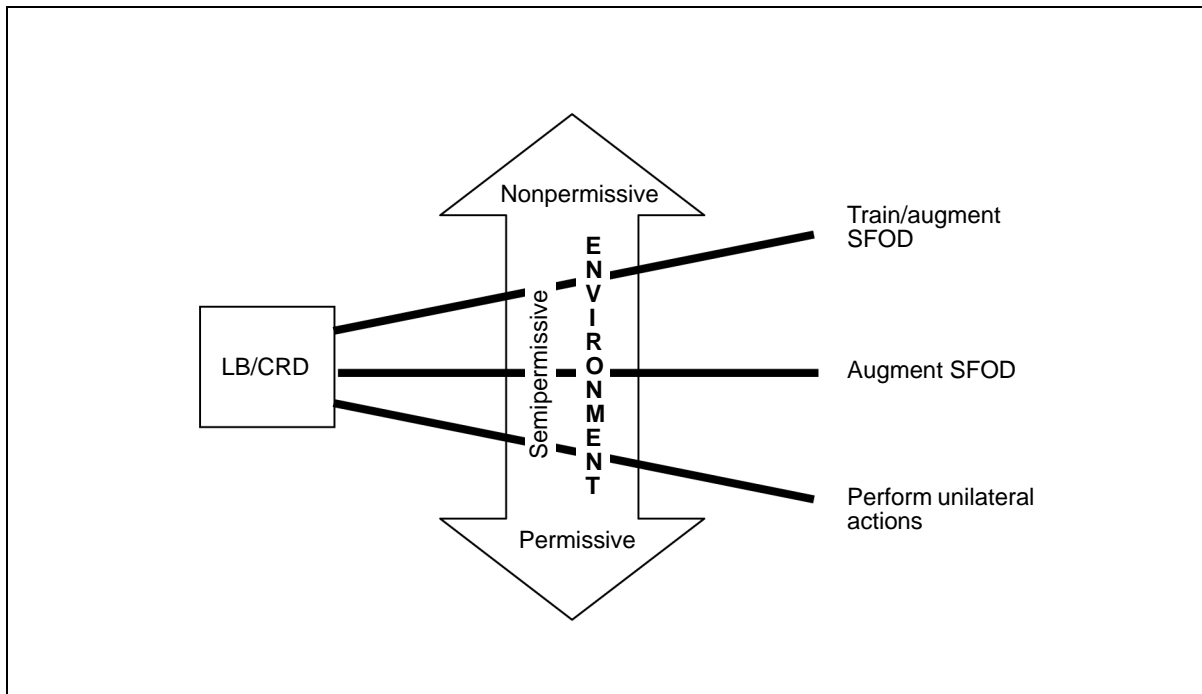 Nonpermissive
Train/augment
SFOD
ENVIRONMENT
Semipermissive
LB/CRD
Augment SFOD
Perform unilateral
actions
Permissive